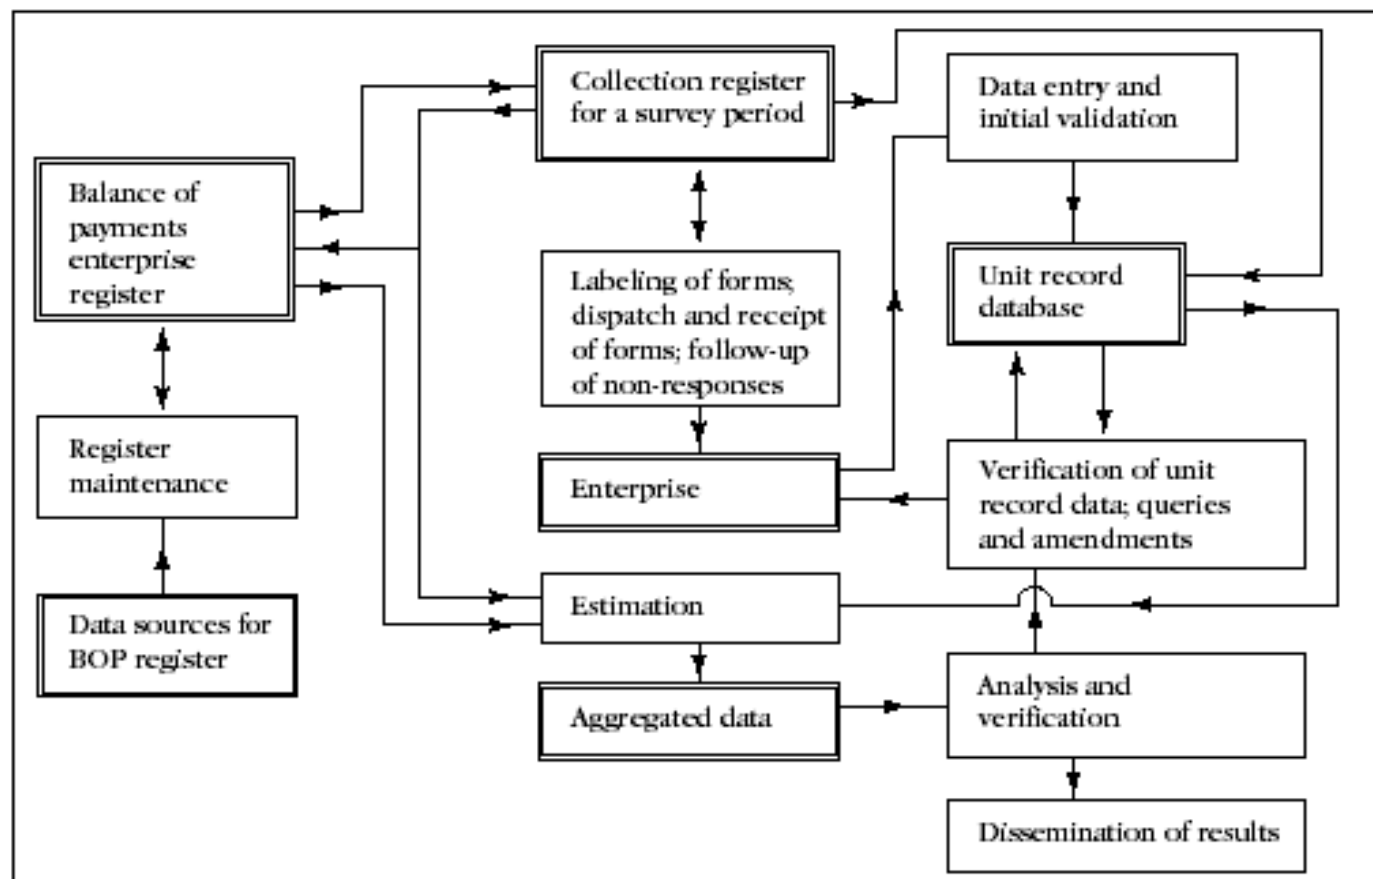 Collection register
for a survey period
Data entry and
initial validation
Balance of
payments
enterprise
register
Labeling of forms;
dispatch and receipt
of forms; follow-up
of non-responses
Unit record
database
Register
maintenance
Enterprise
Verification of unit
record data; queries
and amendments
Data sources for
BOP register
Estimation
Aggregated data
Analysis and
verification
Dissemination of results